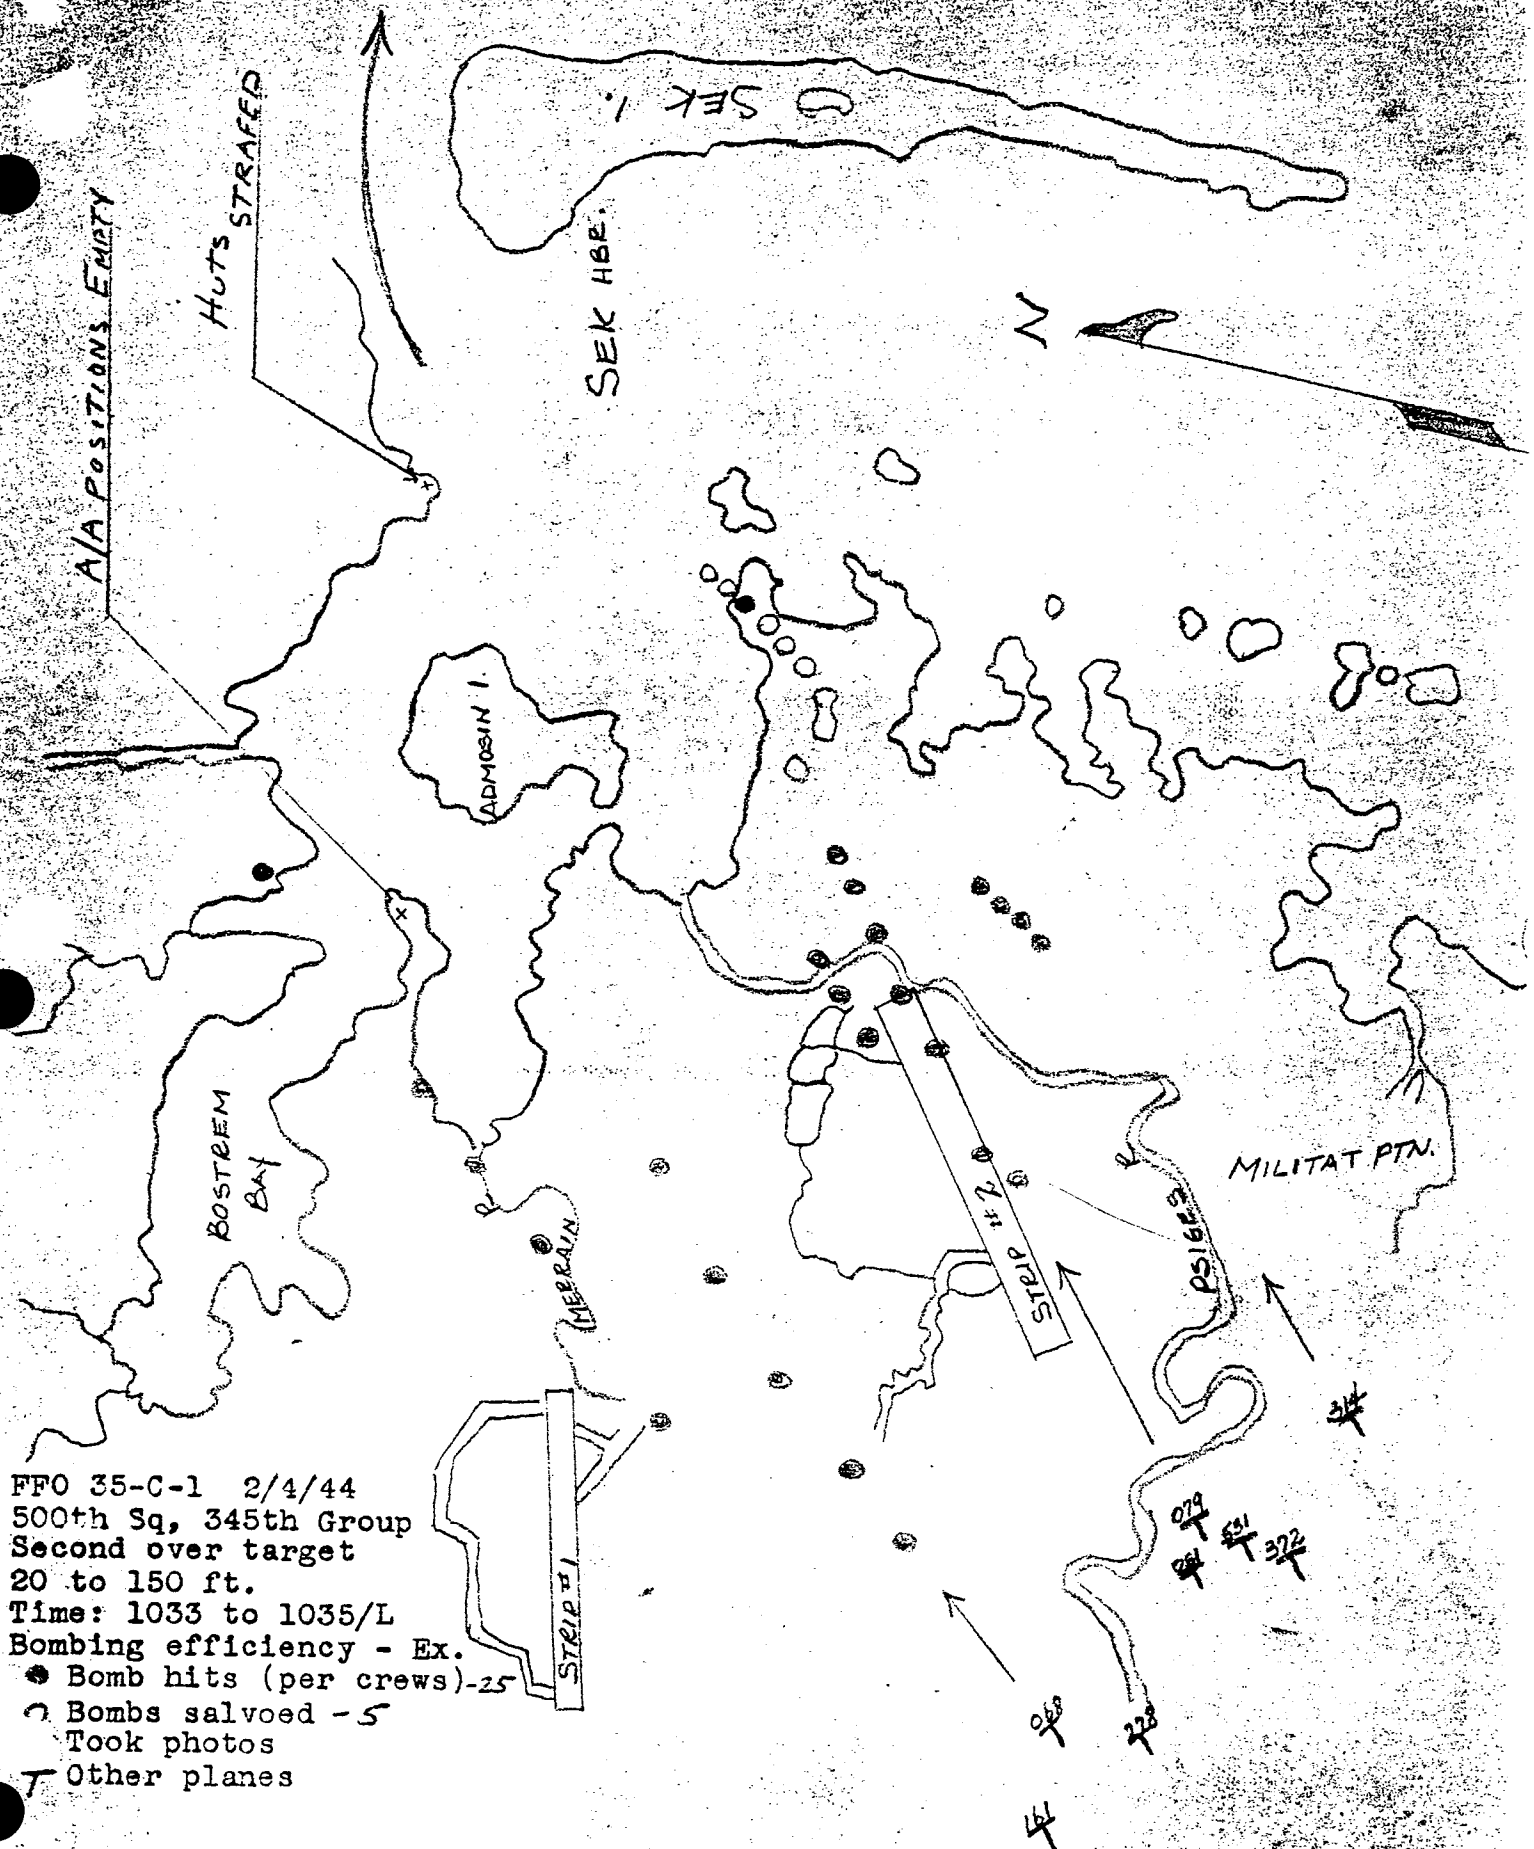 SEK I.
HUTS STRAFED
A/A POSITIONS EMPTY
SEK HBR.
N
ADMOSIN I.
BOSTREM
BAY
MERRAIN
MILITAT PTN.
PSIGES
STRIP #2
STRIP #1
314
079
531
372
068
228
FFO 35-C-1 2/4/44
500th Sq, 345th Group
Second over target
20 to 150 ft.
Time: 1033 to 1035/L
Bombing efficiency - Ex.
Bomb hits (per crews)-25
Bombs salvoed - 5
Took photos
Other planes